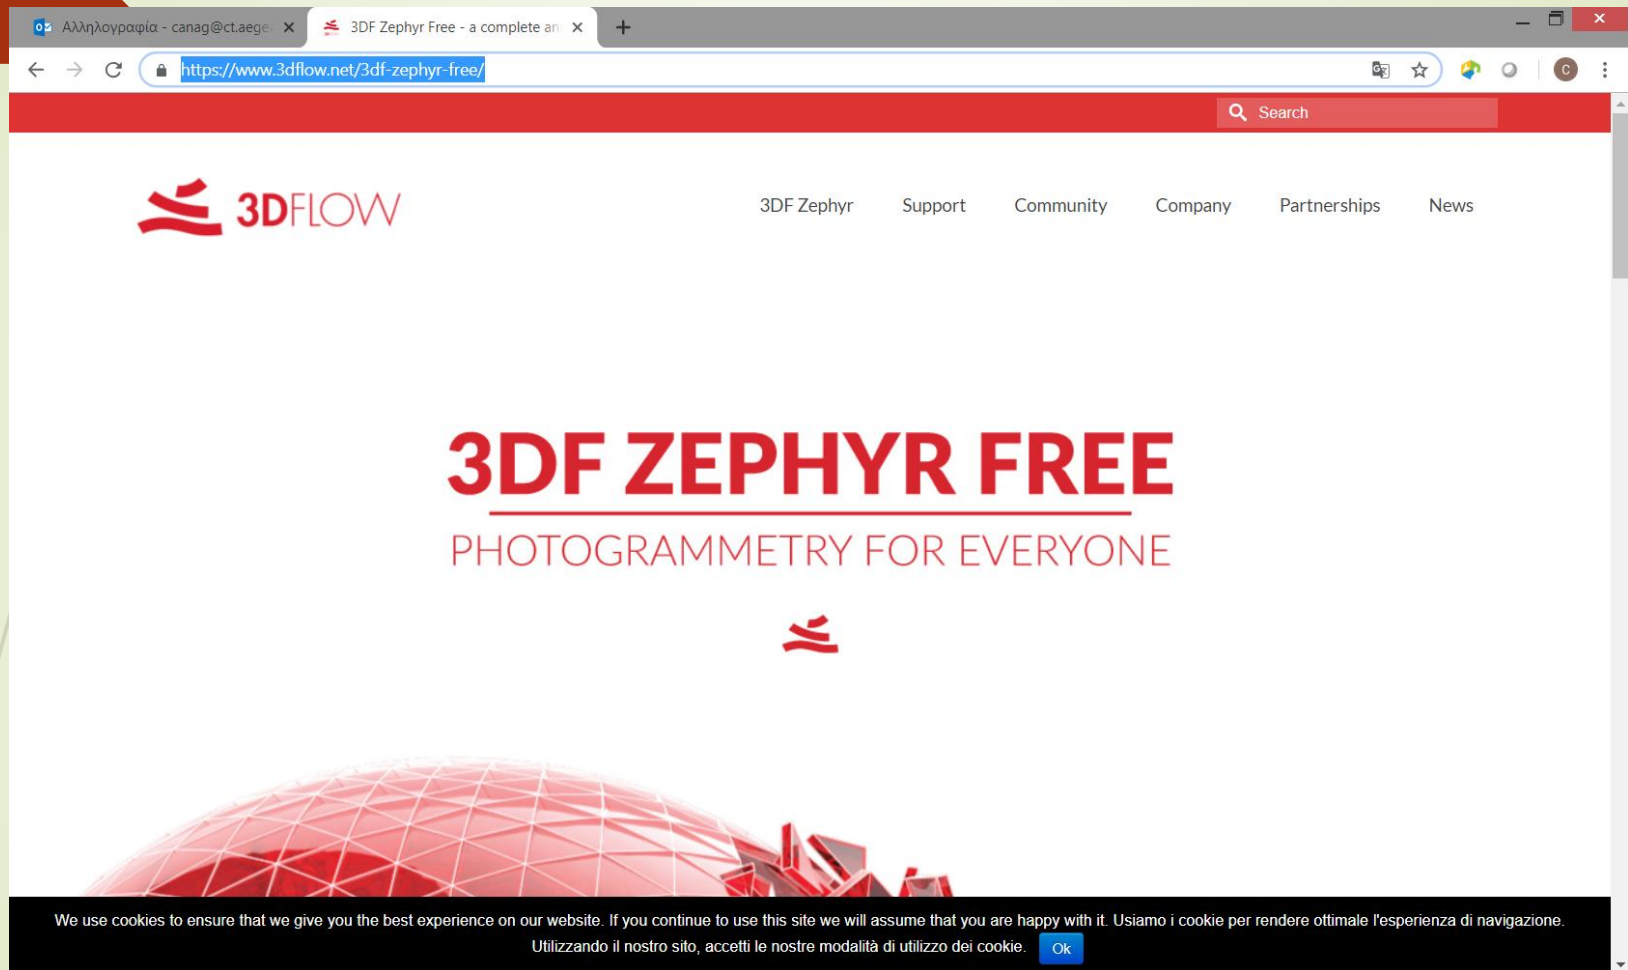 Αλληλογραφία - canag@ct.aege
3DF Zephyr Free - a complete an
https://www.3dflow.net/3df-zephyr-free/
C
Search
3DFLOW
3DF Zephyr Support Community Company Partnerships News
3DF ZEPHYR FREE
PHOTOGRAMMETRY FOR EVERYONE
We use cookies to ensure that we give you the best experience on our website. If you continue to use this site we will assume that you are happy with it. Usiamo i cookie per rendere ottimale l'esperienza di navigazione.
Utilizzando il nostro sito, accetti le nostre modalità di utilizzo dei cookie. Ok